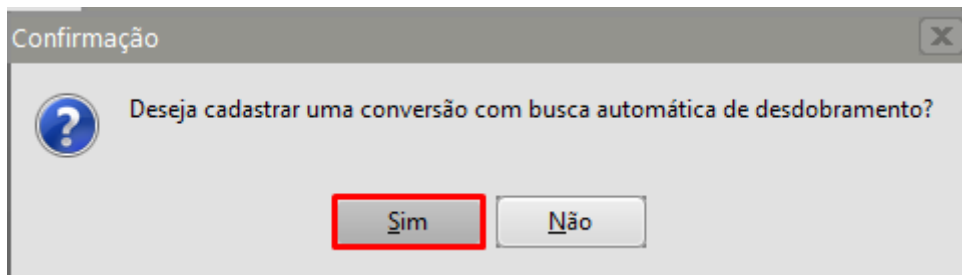 Confirmação
Deseja cadastrar uma conversão com busca automática de desdobramento?
Sim
Não